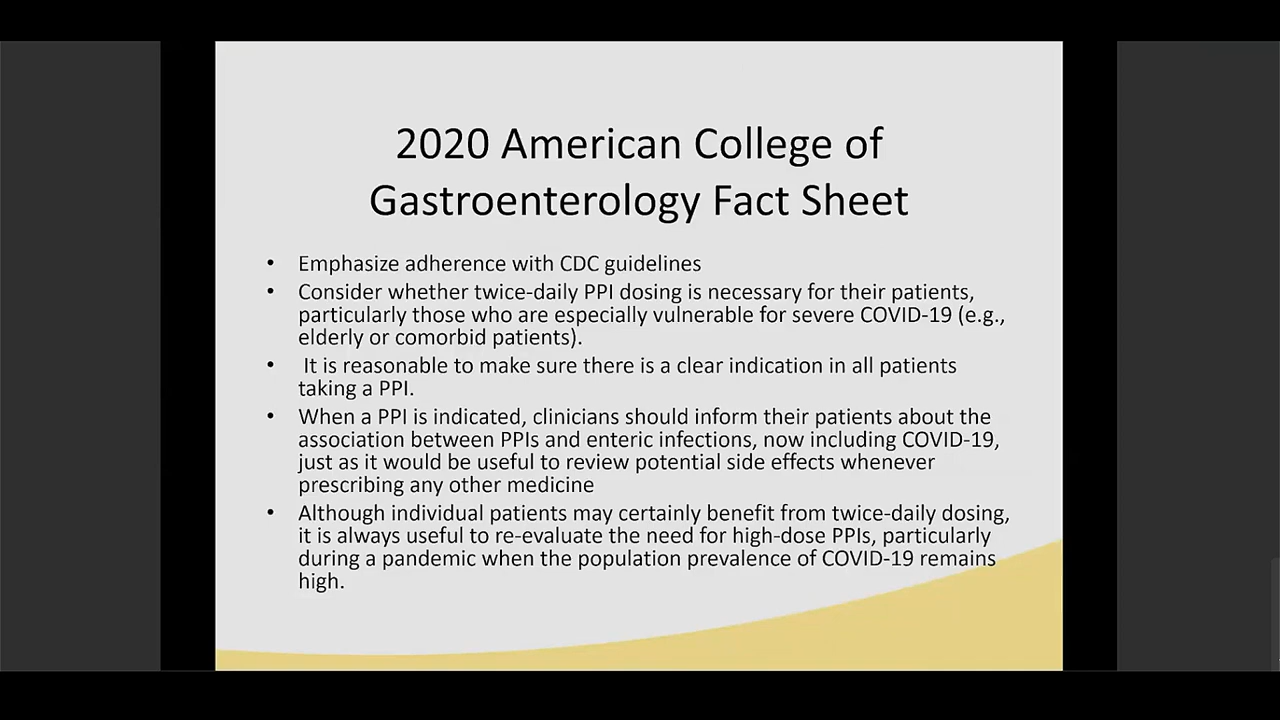 2020 American College of
Gastroenterology Fact Sheet
• Emphasize adherence with CDC guidelines
• Consider whether twice-daily PPI dosing is necessary for their patients,
particularly those who are especially vulnerable for severe COVID-19 (e.g.,
elderly or comorbid patients).
• It is reasonable to make sure there is a clear indication in all patients
taking a PPI.
• When a PPI is indicated, clinicians should inform their patients about the
association between PPIs and enteric infections, now including COVID-19,
just as it would be useful to review potential side effects whenever
prescribing any other medicine
• Although individual patients may certainly benefit from twice-daily dosing,
it is always useful to re-evaluate the need for high-dose PPIs, particularly
during a pandemic when the population prevalence of COVID-19 remains
high.